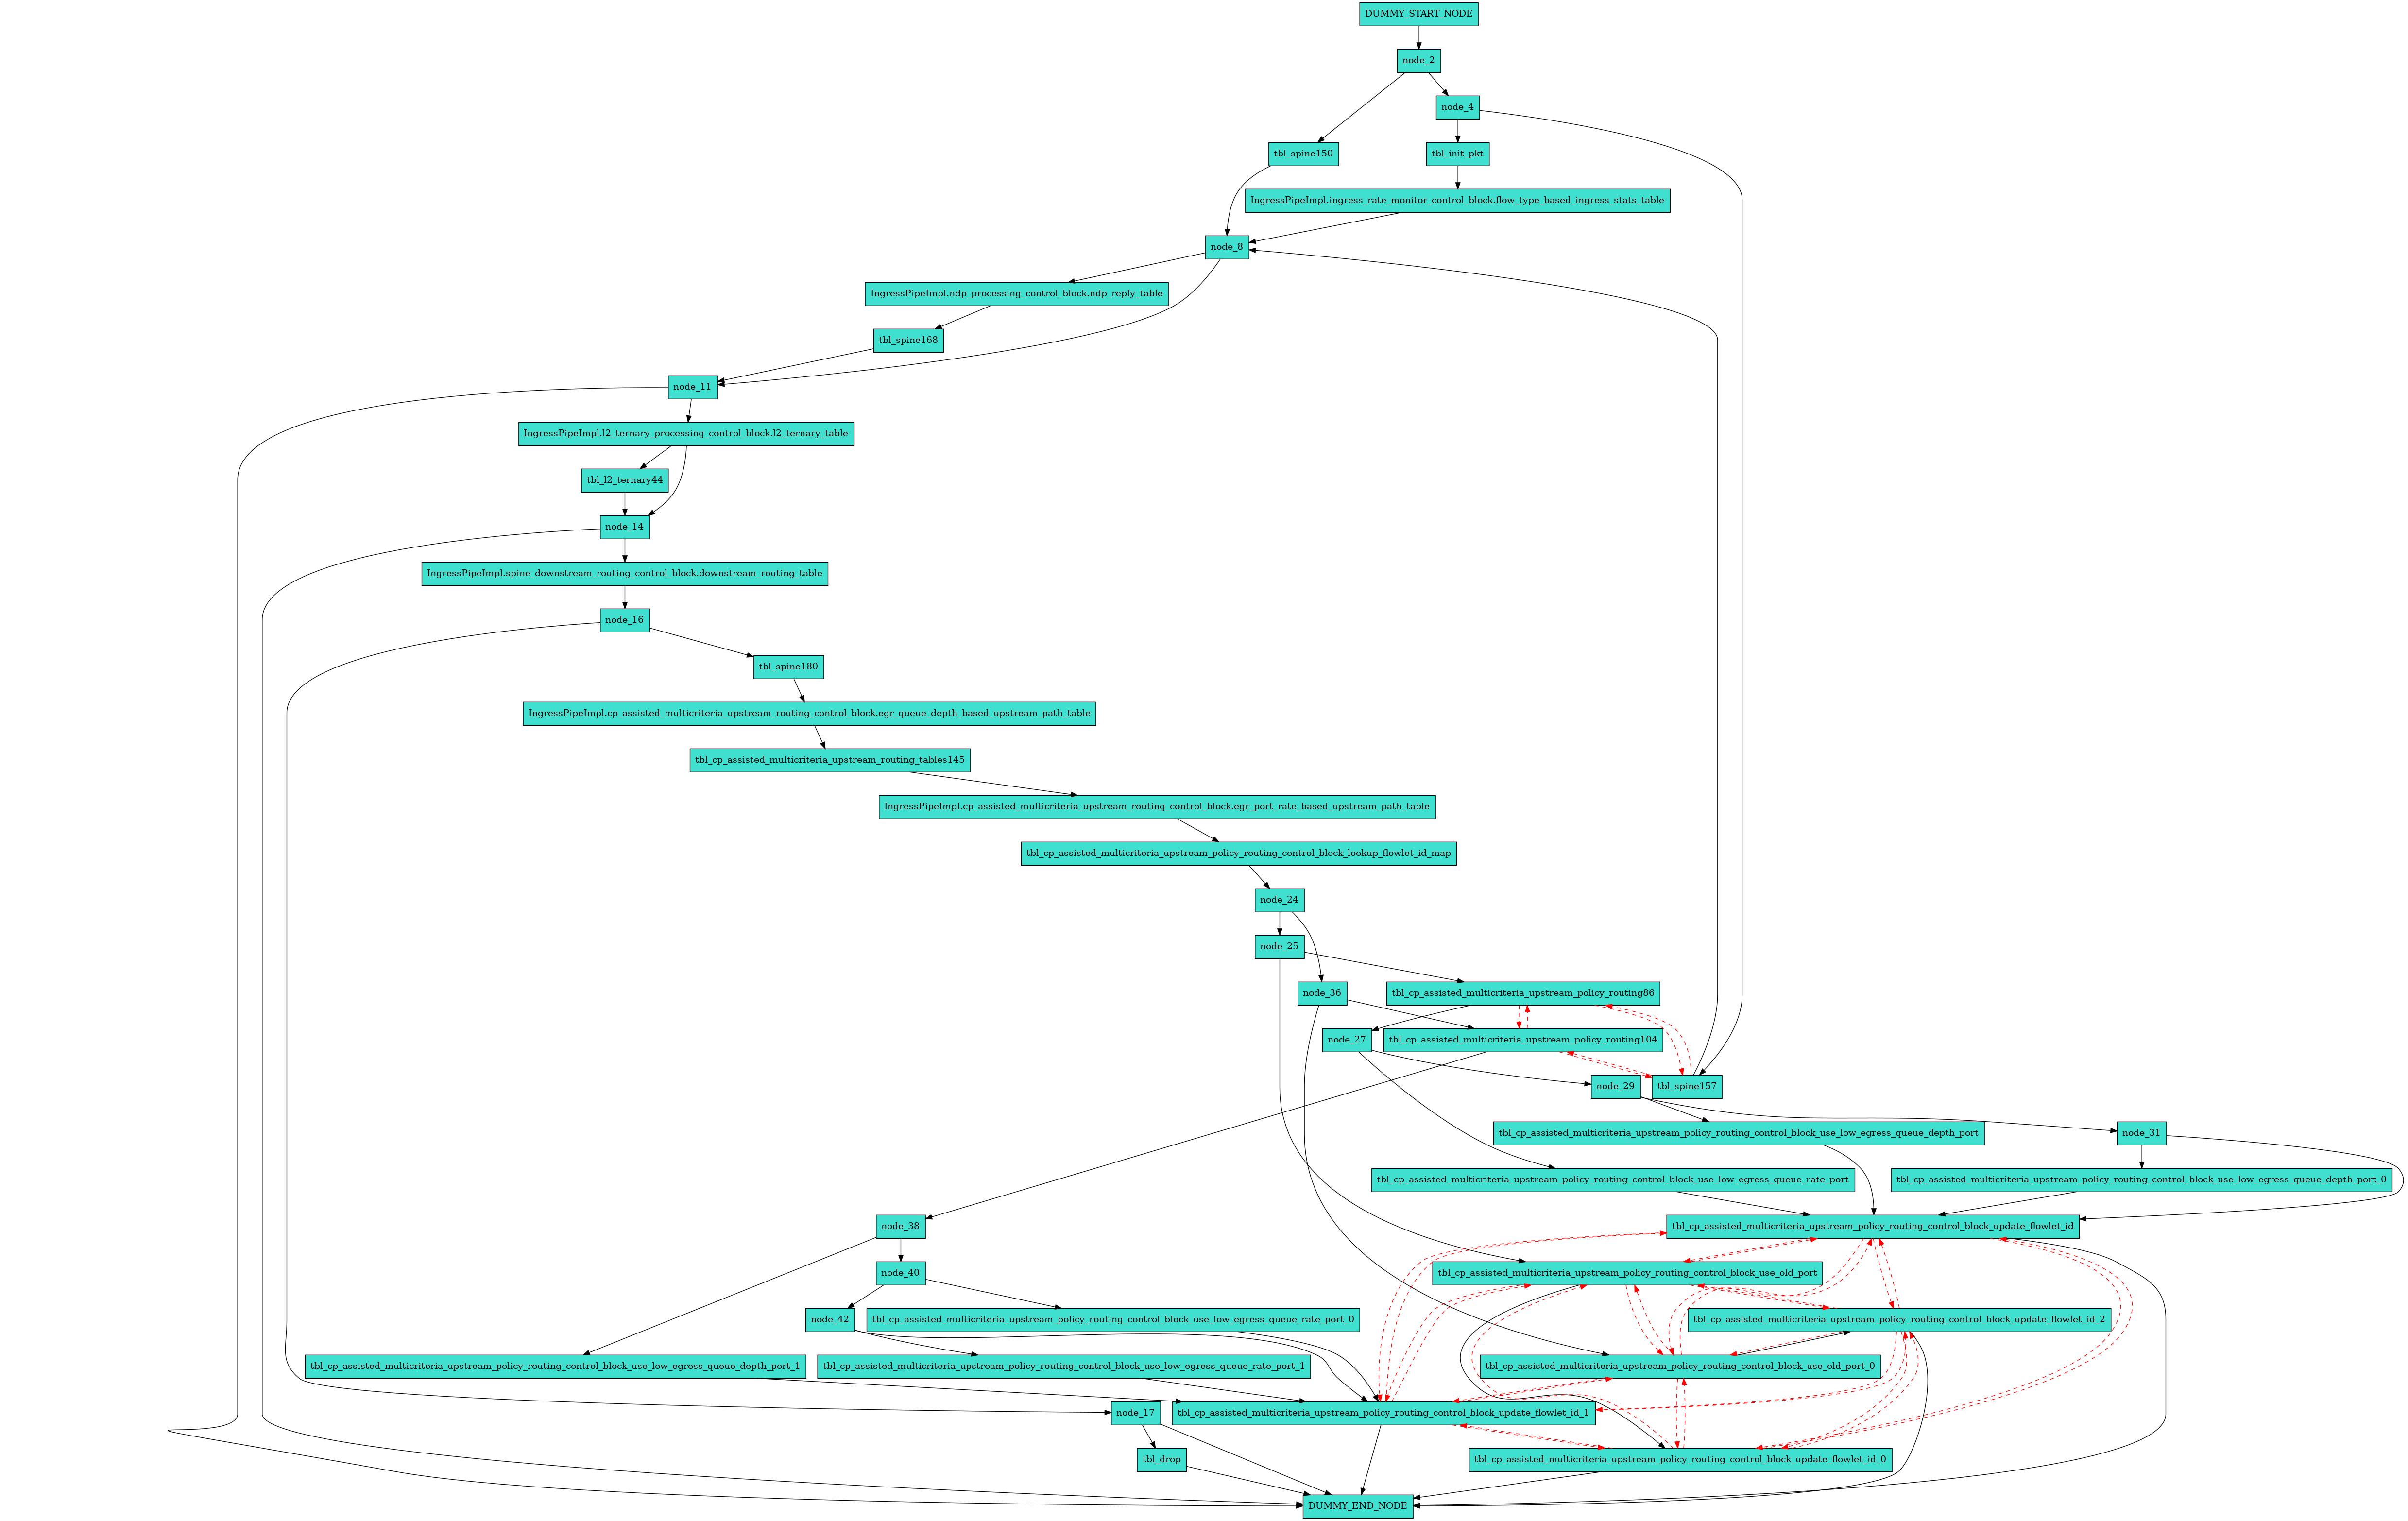 DUMMY_START_NODE
node_2
node_4
tbl_spine150
tbl_init_pkt
IngressPipeImpl.ingress_rate_monitor_control_block.flow_type_based_ingress_stats_table
node_8
IngressPipeImpl.ndp_processing_control_block.ndp_reply_table
tbl_spine168
node_11
IngressPipeImpl.l2_ternary_processing_control_block.l2_ternary_table
tbl_l2_ternary44
node_14
IngressPipeImpl.spine_downstream_routing_control_block.downstream_routing_table
node_16
tbl_spine180
IngressPipeImpl.cp_assisted_multicriteria_upstream_routing_control_block.egr_queue_depth_based_upstream_path_table
tbl_cp_assisted_multicriteria_upstream_routing_tables145
IngressPipeImpl.cp_assisted_multicriteria_upstream_routing_control_block.egr_port_rate_based_upstream_path_table
tbl_cp_assisted_multicriteria_upstream_policy_routing_control_block_lookup_flowlet_id_map
node_24
node_25
node_36
tbl_cp_assisted_multicriteria_upstream_policy_routing86
node_27
tbl_cp_assisted_multicriteria_upstream_policy_routing104
node_29
tbl_spine157
tbl_cp_assisted_multicriteria_upstream_policy_routing_control_block_use_low_egress_queue_depth_port
node_31
tbl_cp_assisted_multicriteria_upstream_policy_routing_control_block_use_low_egress_queue_rate_port
tbl_cp_assisted_multicriteria_upstream_policy_routing_control_block_use_low_egress_queue_depth_port_0
node_38
tbl_cp_assisted_multicriteria_upstream_policy_routing_control_block_update_flowlet_id
node_40
tbl_cp_assisted_multicriteria_upstream_policy_routing_control_block_use_old_port
node_42
tbl_cp_assisted_multicriteria_upstream_policy_routing_control_block_use_low_egress_queue_rate_port_0
tbl_cp_assisted_multicriteria_upstream_policy_routing_control_block_update_flowlet_id_2
tbl_cp_assisted_multicriteria_upstream_policy_routing_control_block_use_low_egress_queue_depth_port_1
tbl_cp_assisted_multicriteria_upstream_policy_routing_control_block_use_low_egress_queue_rate_port_1
tbl_cp_assisted_multicriteria_upstream_policy_routing_control_block_use_old_port_0
node_17
tbl_cp_assisted_multicriteria_upstream_policy_routing_control_block_update_flowlet_id_1
tbl_drop
tbl_cp_assisted_multicriteria_upstream_policy_routing_control_block_update_flowlet_id_0
DUMMY_END_NODE